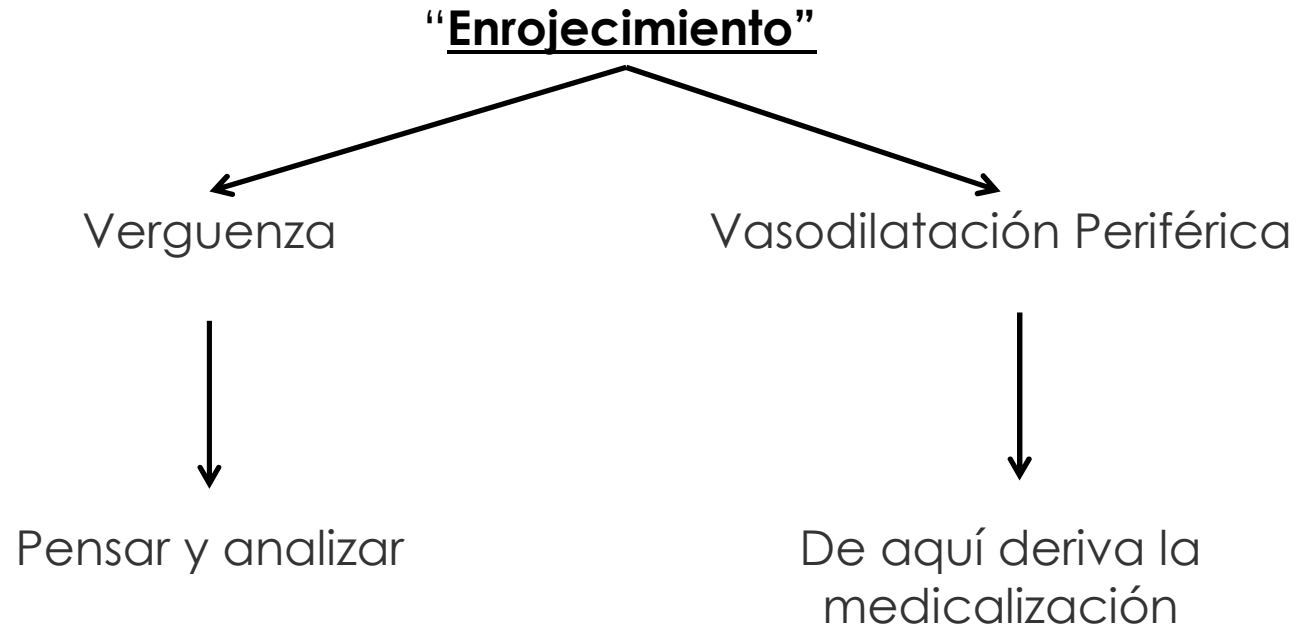 “Enrojecimiento”
Verguenza
Vasodilatación Periférica
Pensar y analizar
De aquí deriva la
medicalización